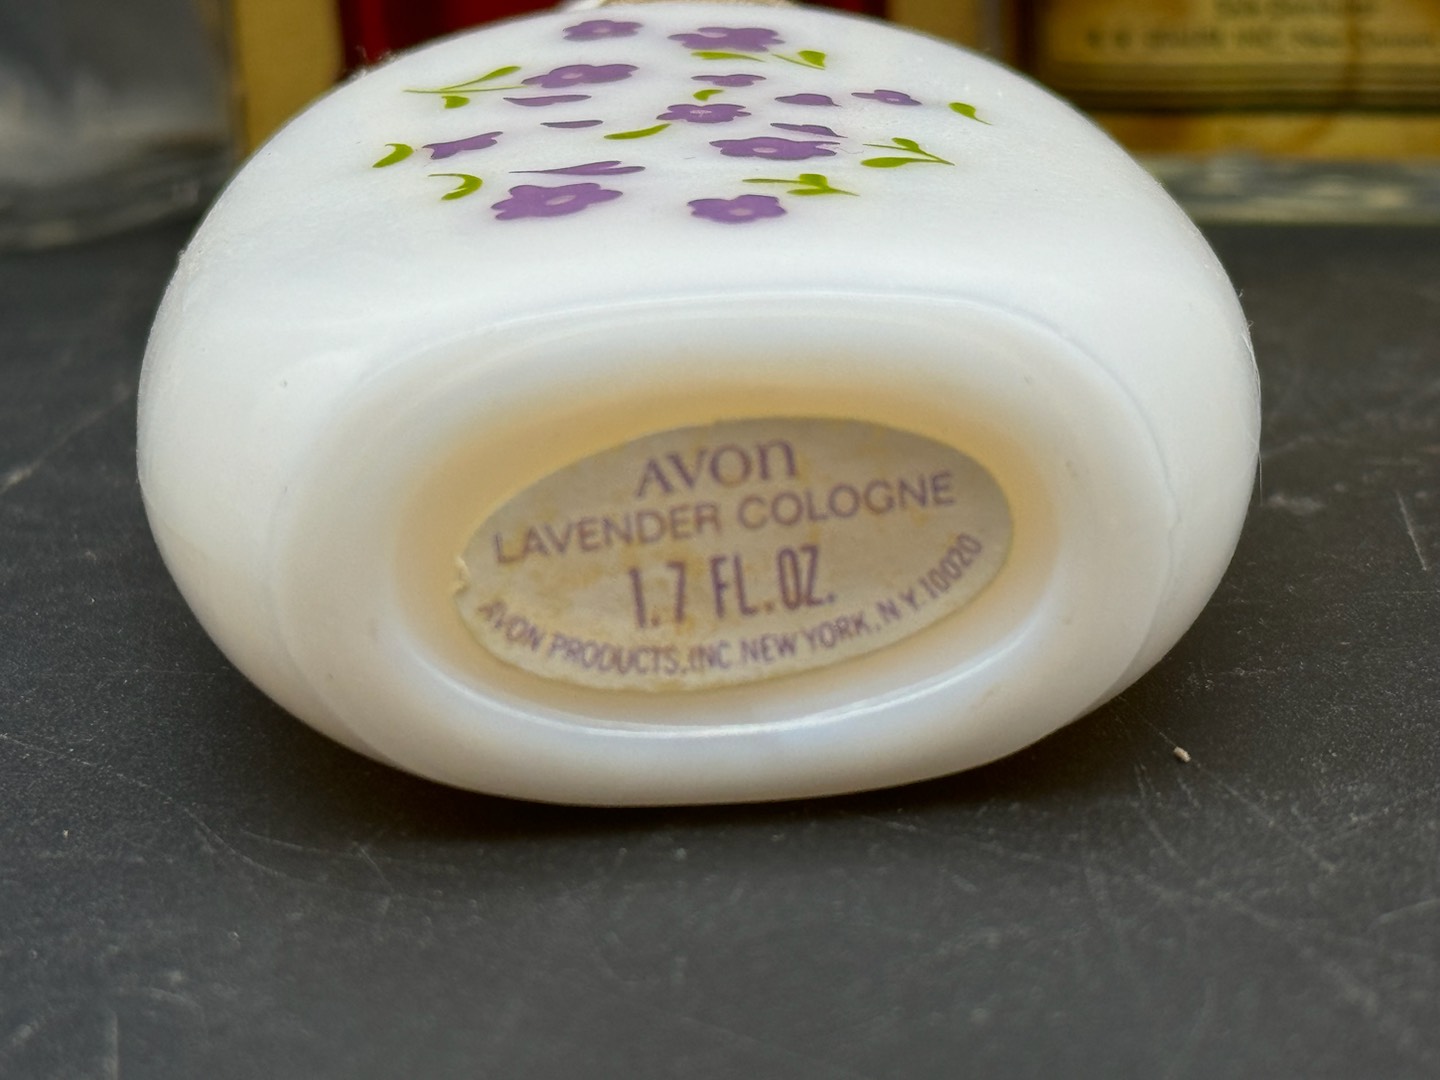 AVON
LAVENDER COLOGNE
1.7 FL.OZ.
AVON PRODUCTS, INC. NEW YORK, N.Y. 10020